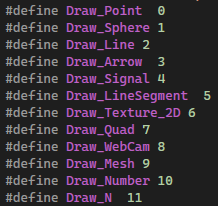 #define Draw_Point  0
#define Draw_Sphere 1
#define Draw_Line 2
#define Draw_Arrow  3
#define Draw_Signal 4
#define Draw_LineSegment  5
#define Draw_Texture_2D 6
#define Draw_Quad 7
#define Draw_WebCam 8
#define Draw_Mesh 9
#define Draw_Number 10
#define Draw_N  11